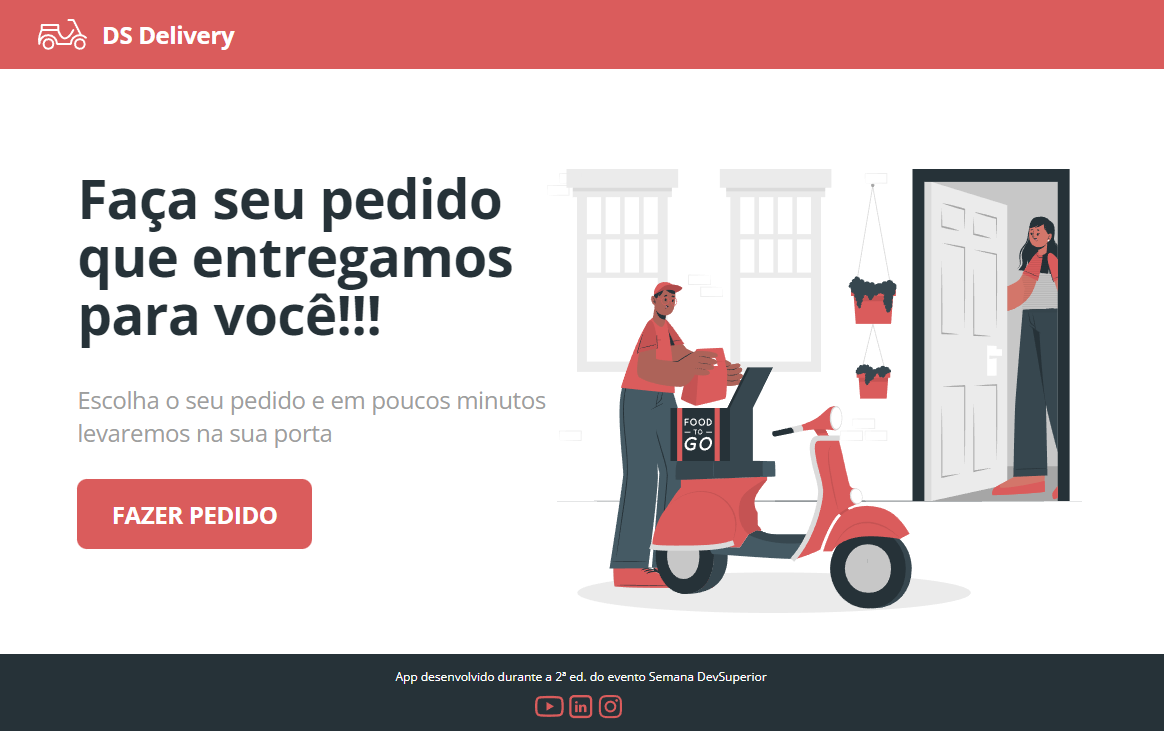 DS Delivery
Faça seu pedido
que entregamos
para você!!!
Escolha o seu pedido e em poucos minutos
levaremos na sua porta
FAZER PEDIDO
FOOD
TO
GO
App desenvolvido durante a 2ª ed. do evento Semana DevSuperior
in